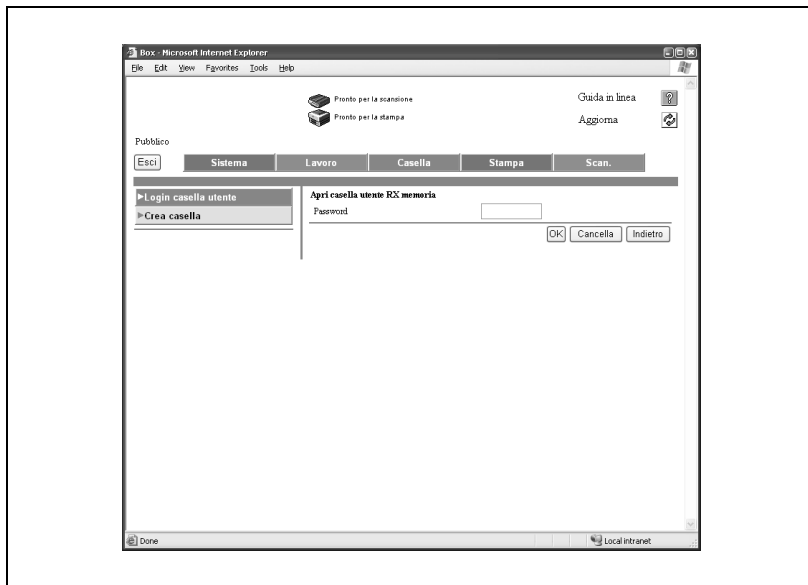 Box - Microsoft Internet Explorer
File Edit View Favorites Tools Help
Pronto per la scansione
Guida in linea ?
Pronto per la stampa
Aggiorna
Pubblico
Esci Sistema Lavoro Casella Stampa Scan.
Login casella utente
Crea casella
Apri casella utente RX memoria
Password
OK Cancella Indietro
Done Local intranet